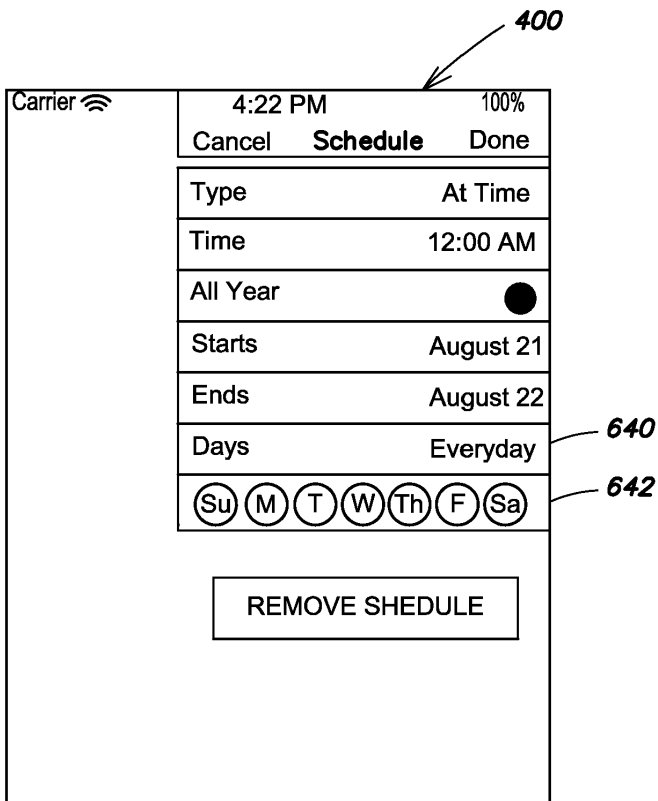 400
Carrier 4:22 PM 100%
Cancel Schedule Done
Type At Time
Time 12:00 AM
All Year
Starts August 21
Ends August 22
Days Everyday 640
Su M T W Th F Sa 642
REMOVE SHEDULE